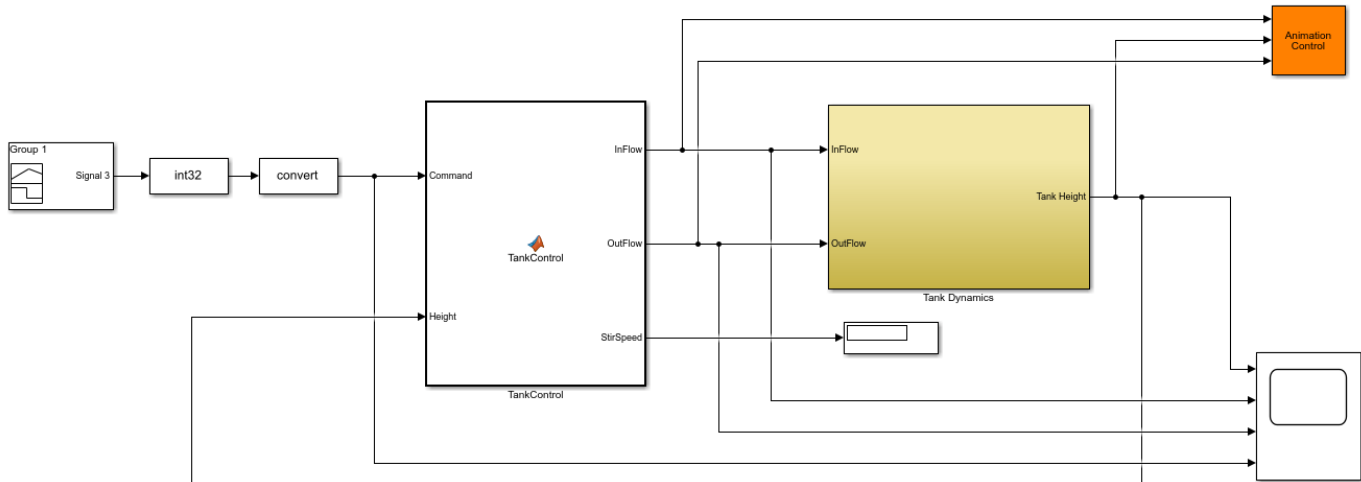 Animation
Control
Group 1
Signal 3
int32
convert
Command
Height
TankControl
InFlow
OutFlow
StirSpeed
TankControl
InFlow
OutFlow
Tank Height
Tank Dynamics